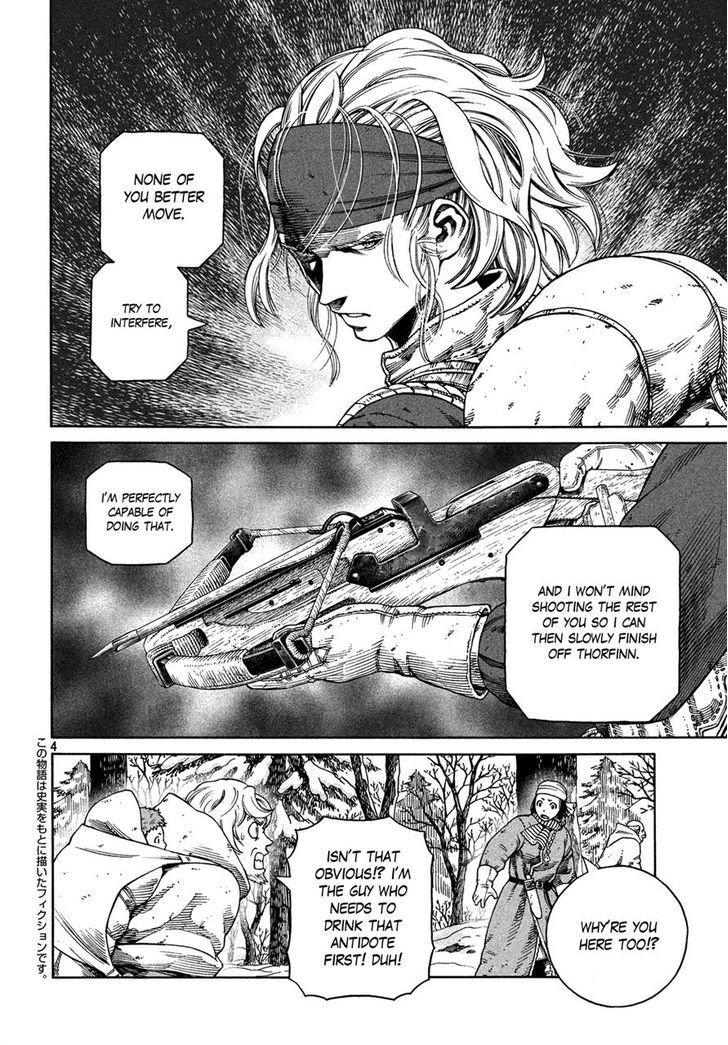 NONE OF
YOU BETTER
MOVE.
TRY TO
INTERFERE,
AND I WON'T MIND
SHOOTING THE REST
OF YOU SO I CAN
THEN SLOWLY FINISH
OFF THORFINN.
I'M PERFECTLY
CAPABLE OF
DOING THAT.
WHY'RE YOU
HERE TOO!?
ISN'T THAT
OBVIOUS!? I'M
THE GUY WHO
NEEDS TO
DRINK THAT
ANTIDOTE
FIRST! DUH!
4
この物語は史実をもとに描いたフィクションです。